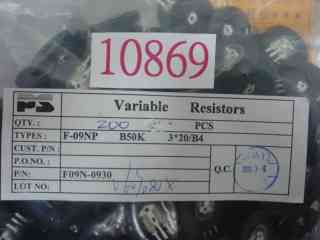 10869
Variable Resistors
QTY.: 200 PCS
TYPES: F-09NP B50K 3*20/B4
CUST. P/N:
P.O.NO.:
P/N: F09N-0930
LOT NO:
Q.C.